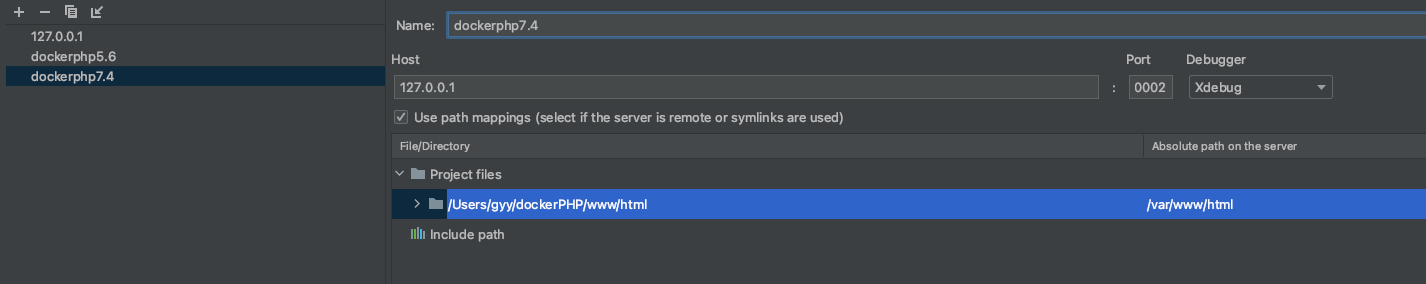 127.0.0.1
dockerphp5.6
dockerphp7.4
Name: dockerphp7.4
Host Port Debugger
127.0.0.1 : 0002 Xdebug
Use path mappings (select if the server is remote or symlinks are used)
File/Directory Absolute path on the server
Project files
/Users/gyy/dockerPHP/www/html /var/www/html
Include path